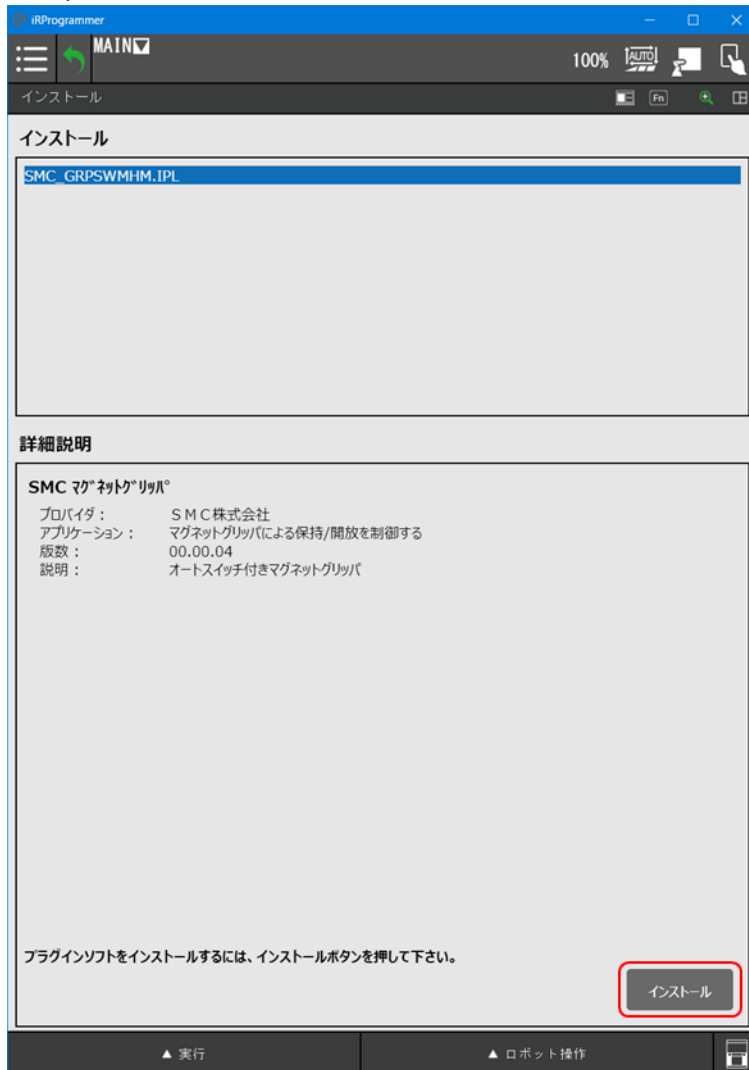 iRProgrammer
MAIN
100%
AUTO
インストール
Fn
インストール
SMC_GRPSWMHM.IPL
詳細説明
SMC ﾏｸﾞﾈｯﾄｸﾞﾘｯﾊﾟ
プロバイダ： ＳＭＣ株式会社
アプリケーション： マグネットグリッパによる保持/開放を制御する
版数： 00.00.04
説明： オートスイッチ付きマグネットグリッパ
プラグインソフトをインストールするには、インストールボタンを押して下さい。
インストール
▲ 実行
▲ ロボット操作